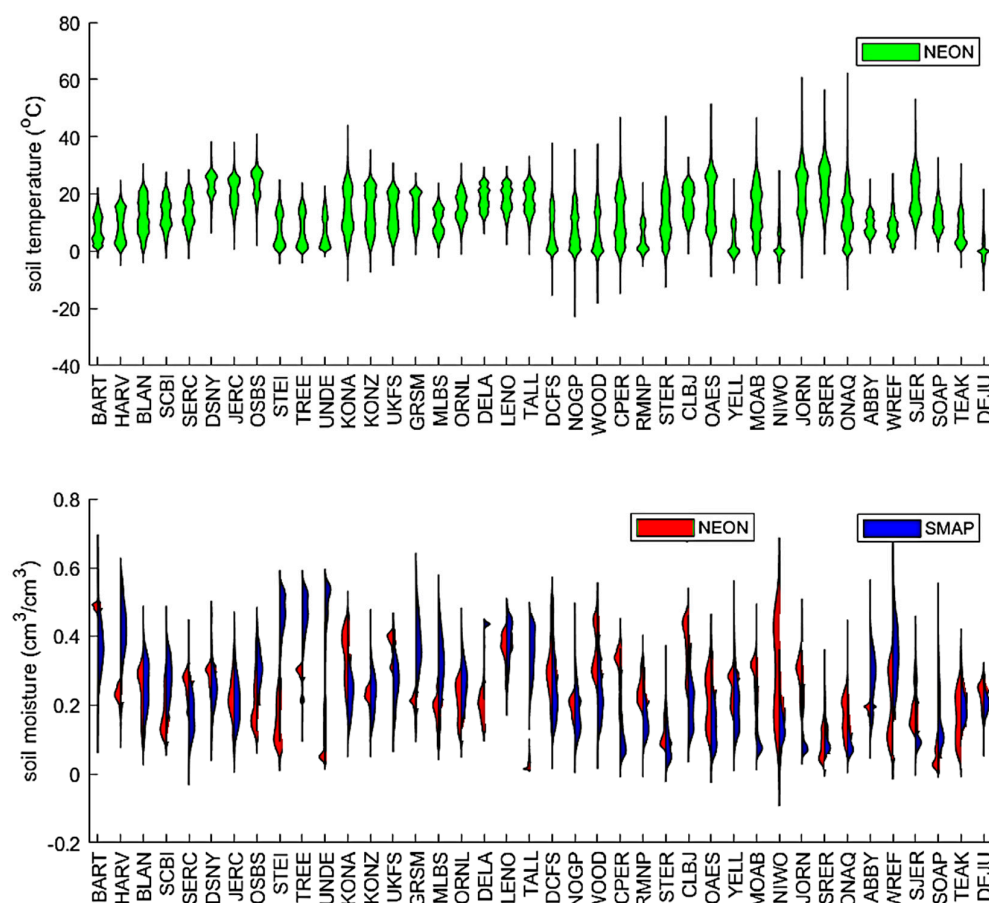 80
60
40
20
0
-20
-40
soil temperature (°C)
NEON
BART HARV BLAN SCBI SERC DSNY JERC OSBS STEI TREE UNDE KONA KONZ UKFS GRSM MLBS ORNL DELA LENO TALL DCFS NOGP WOOD CPER RMNP STER CLBJ OAES YELL MOAB NIWO JORN SRER ONAQ ABBY WREF SJER SOAP TEAK DEJU
0.8
0.6
0.4
0.2
0
-0.2
soil moisture (cm³/cm³)
NEON SMAP
BART HARV BLAN SCBI SERC DSNY JERC OSBS STEI TREE UNDE KONA KONZ UKFS GRSM MLBS ORNL DELA LENO TALL DCFS NOGP WOOD CPER RMNP STER CLBJ OAES YELL MOAB NIWO JORN SRER ONAQ ABBY WREF SJER SOAP TEAK DEJU